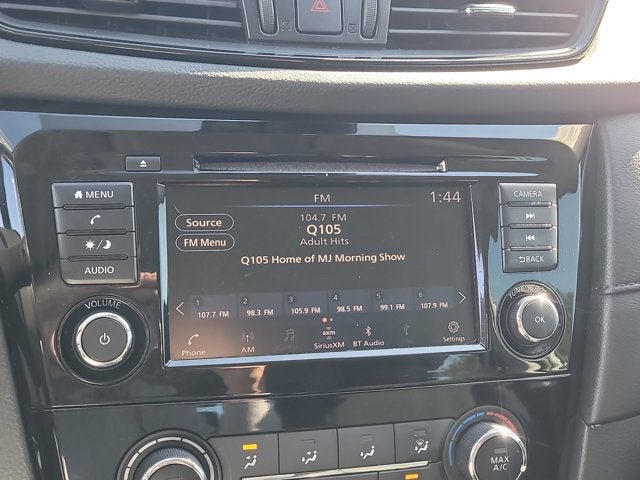 MENU
AUDIO
VOLUME
FM
1:44
Source
FM Menu
104.7 FM
Q105
Adult Hits
Q105 Home of MJ Morning Show
1 2 3 4 5 6
107.7 FM 98.3 FM 105.9 FM 98.5 FM 99.1 FM 107.9 FM
Phone AM sxm SiriusXM BT Audio Settings
CAMERA
BACK
OK
MAX
A/C